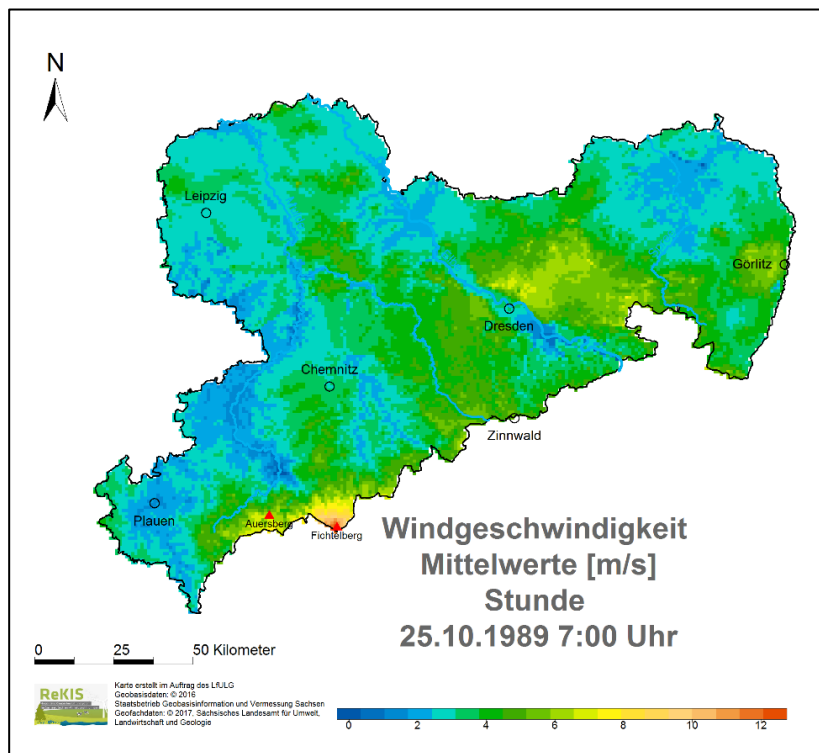 N
Leipzig
Görlitz
Dresden
Chemnitz
Zinnwald
Plauen
Auersberg
Fichtelberg
Windgeschwindigkeit
Mittelwerte [m/s]
Stunde
25.10.1989 7:00 Uhr
0 25 50 Kilometer
ReKIS
Karte erstellt im Auftrag des LfULG
Geobasisdaten: © 2016
Staatsbetrieb Geobasisinformation und Vermessung Sachsen
Geofachdaten: © 2017. Sächsisches Landesamt für Umwelt,
Landwirtschaft und Geologie
0 2 4 6 8 10 12